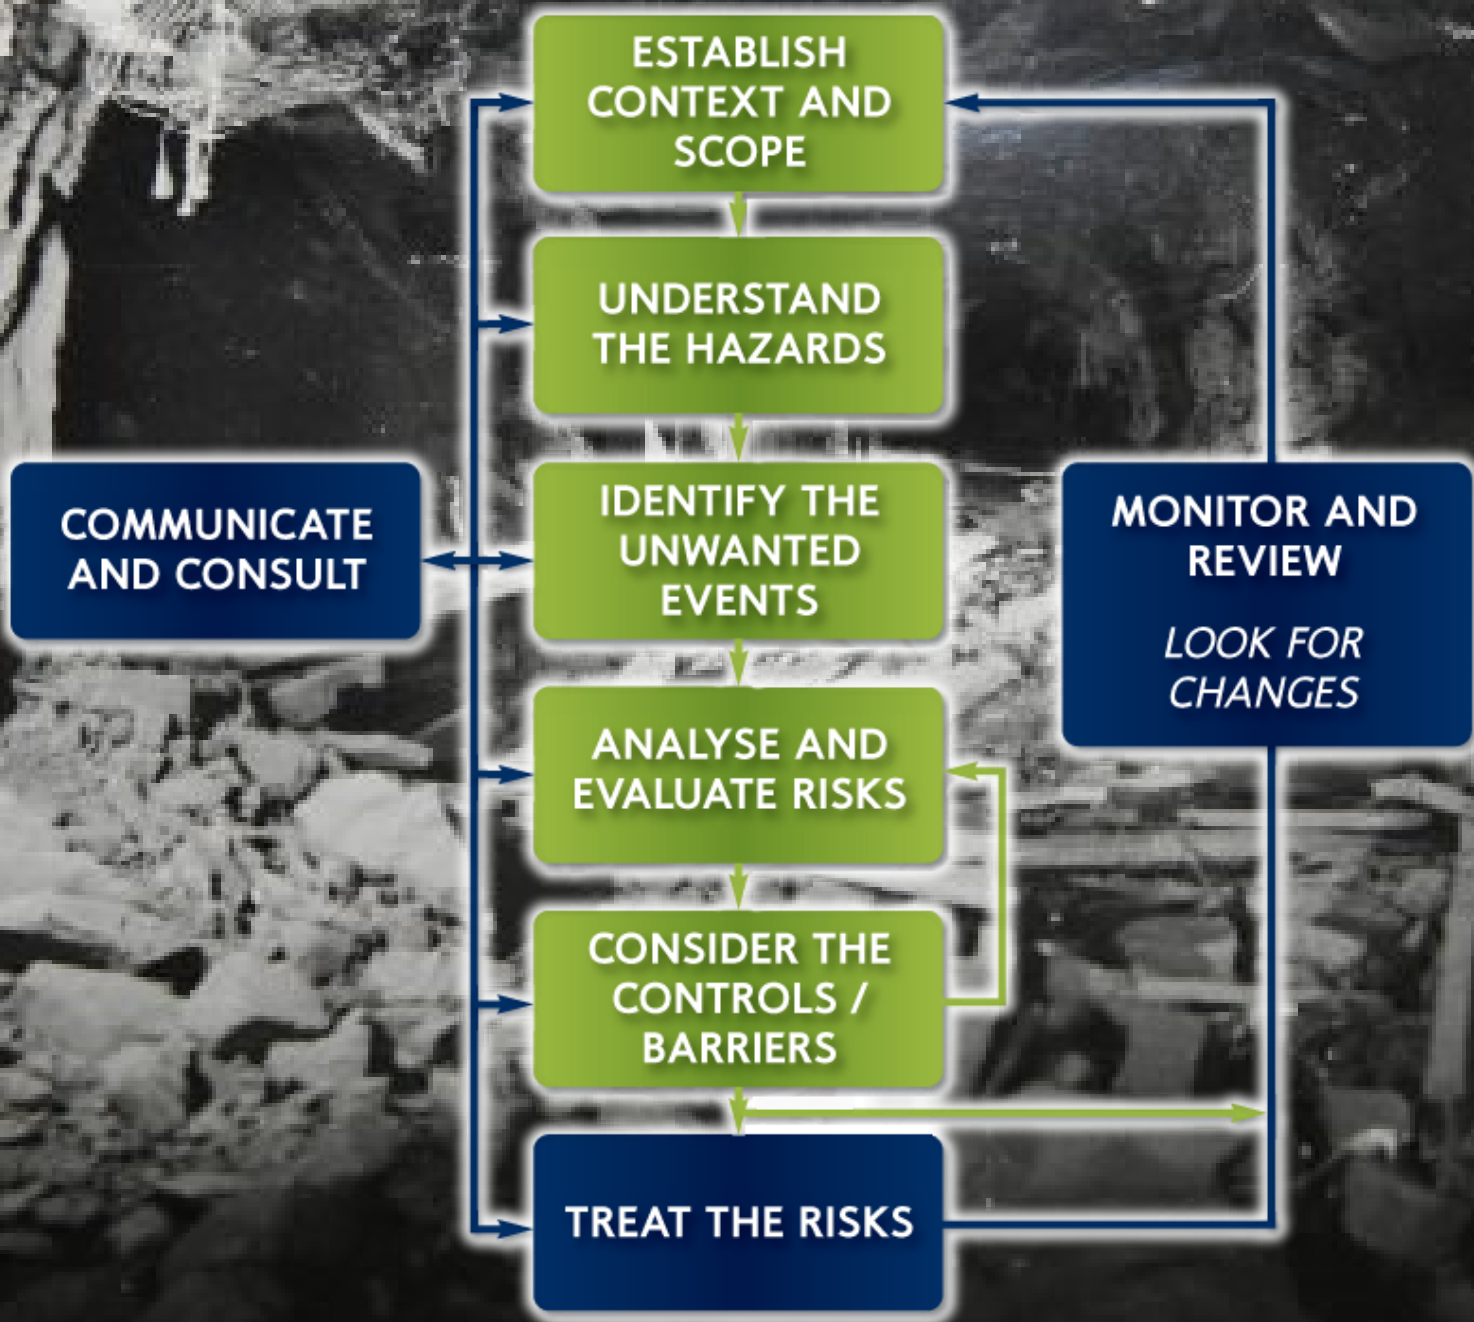 ESTABLISH
CONTEXT AND
SCOPE
UNDERSTAND
THE HAZARDS
COMMUNICATE
AND CONSULT
IDENTIFY THE
UNWANTED
EVENTS
MONITOR AND
REVIEW
LOOK FOR
CHANGES
ANALYSE AND
EVALUATE RISKS
CONSIDER THE
CONTROLS /
BARRIERS
TREAT THE RISKS